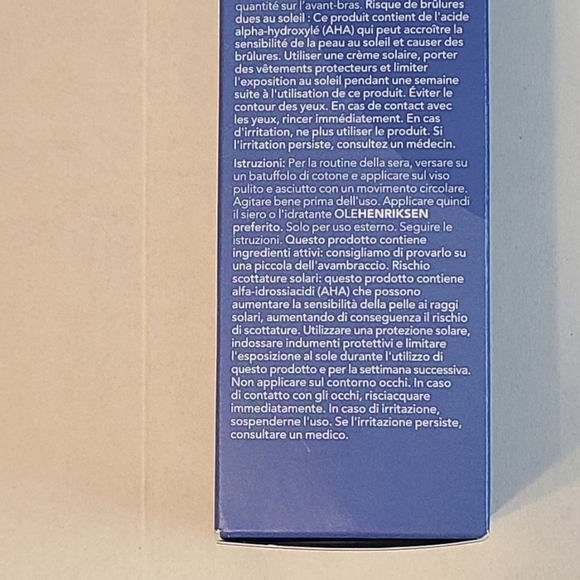 quantité sur l'avant-bras. Risque de brûlures
dues au soleil : Ce produit contient de l'acide
alpha-hydroxylé (AHA) qui peut accroître la
sensibilité de la peau au soleil et causer des
brûlures. Utiliser une crème solaire, porter
des vêtements protecteurs et limiter
l'exposition au soleil pendant une semaine
suite à l'utilisation de ce produit. Éviter le
contour des yeux. En cas de contact avec
les yeux, rincer immédiatement. En cas
d'irritation, ne plus utiliser le produit. Si
l'irritation persiste, consultez un médecin.
Istruzioni: Per la routine della sera, versare su
un batuffolo di cotone e applicare sul viso
pulito e asciutto con un movimento circolare.
Agitare bene prima dell'uso. Applicare quindi
il siero o l'idratante OLEHENRIKSEN
preferito. Solo per uso esterno. Seguire le
istruzioni. Questo prodotto contiene
ingredienti attivi: consigliamo di provarlo su
una piccola dell'avambraccio. Rischio
scottature solari: questo prodotto contiene
alfa-idrossiacidi (AHA) che possono
aumentare la sensibilità della pelle ai raggi
solari, aumentando di conseguenza il rischio
di scottature. Utilizzare una protezione solare,
indossare indumenti protettivi e limitare
l'esposizione al sole durante l'utilizzo di
questo prodotto e per la settimana successiva.
Non applicare sul contorno occhi. In caso
di contatto con gli occhi, risciacquare
immediatamente. In caso di irritazione,
sospenderne l'uso. Se l'irritazione persiste,
consultare un medico.